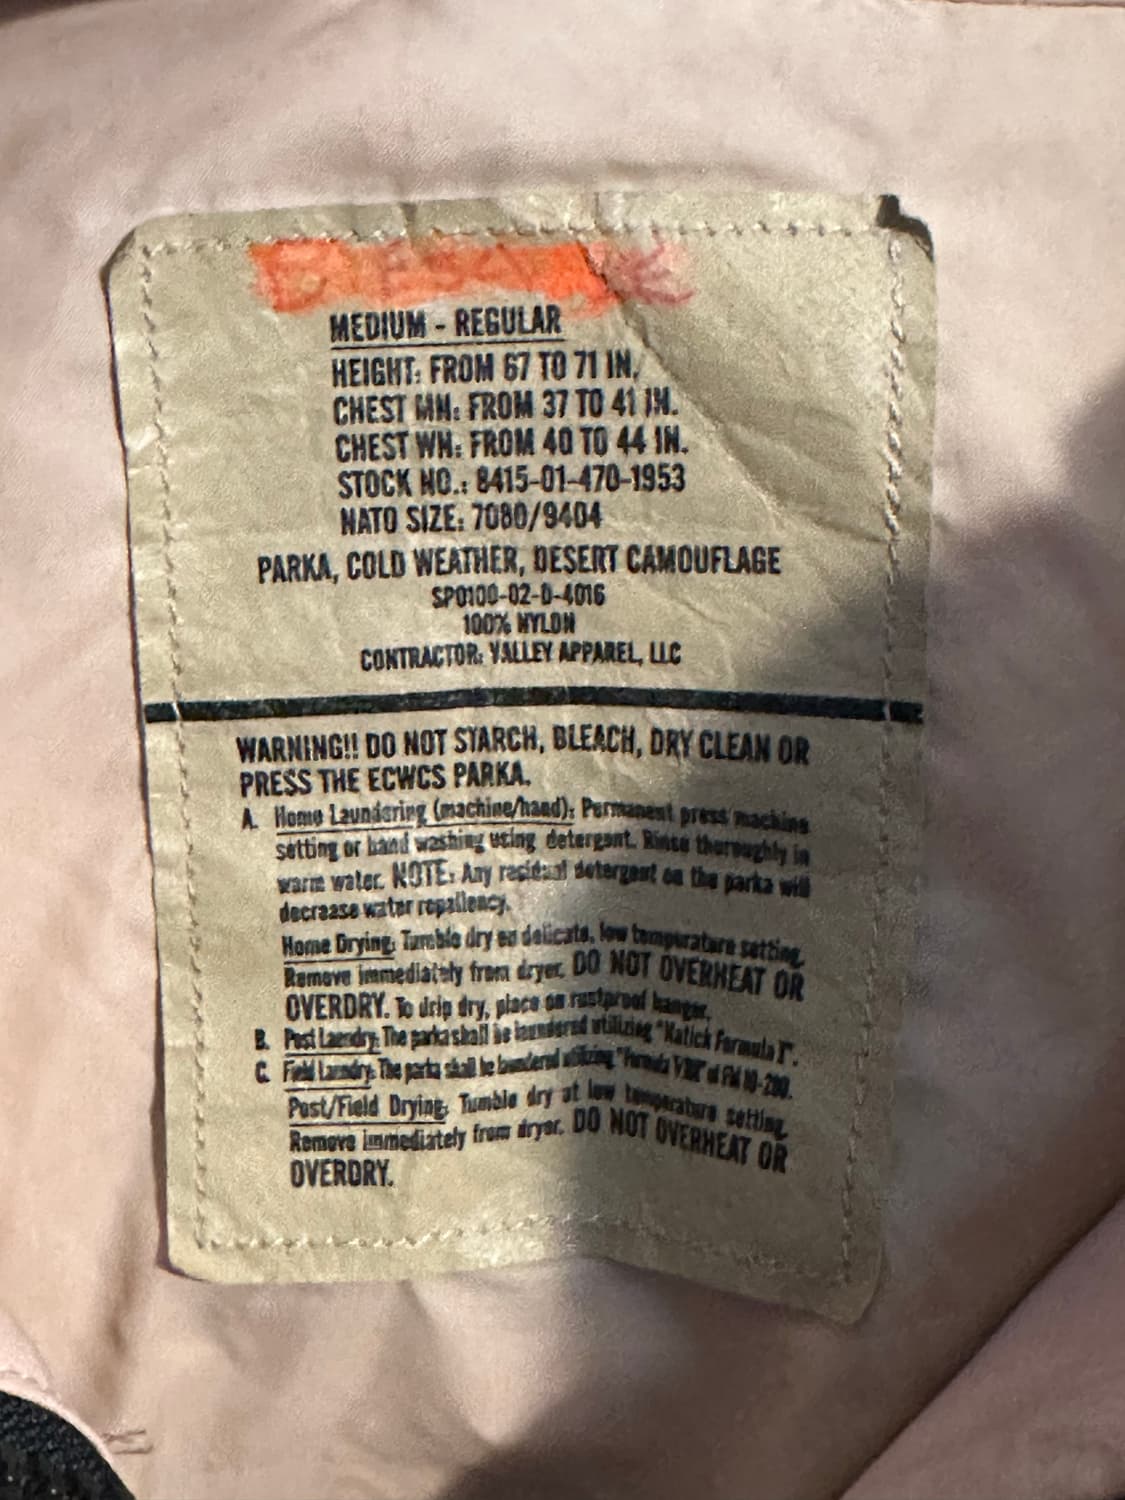 MEDIUM - REGULAR
HEIGHT: FROM 67 TO 71 IN.
CHEST MN: FROM 37 TO 41 IN.
CHEST WN: FROM 40 TO 44 IN.
STOCK NO.: 8415-01-470-1953
NATO SIZE: 7080/9404
PARKA, COLD WEATHER, DESERT CAMOUFLAGE
SP0100-02-D-4016
100% NYLON
CONTRACTOR: VALLEY APPAREL, LLC
WARNING!! DO NOT STARCH, BLEACH, DRY CLEAN OR
PRESS THE ECWCS PARKA.
A. Home Laundering (machine/hand): Permanent press machine
setting or hand washing using detergent. Rinse thoroughly in
warm water. NOTE: Any residual detergent on the parka will
decrease water repellency.
Home Drying: Tumble dry on delicate, low temperature setting.
Remove immediately from dryer. DO NOT OVERHEAT OR
OVERDRY. To drip dry, place on rustproof hanger.
B. Post Laundry: The parka shall be laundered utilizing "Natick Formula I".
C. Field Laundry: The parka shall be laundered utilizing "Formula VIII" of FM 10-280.
Post/Field Drying: Tumble dry at low temperature setting.
Remove immediately from dryer. DO NOT OVERHEAT OR
OVERDRY.